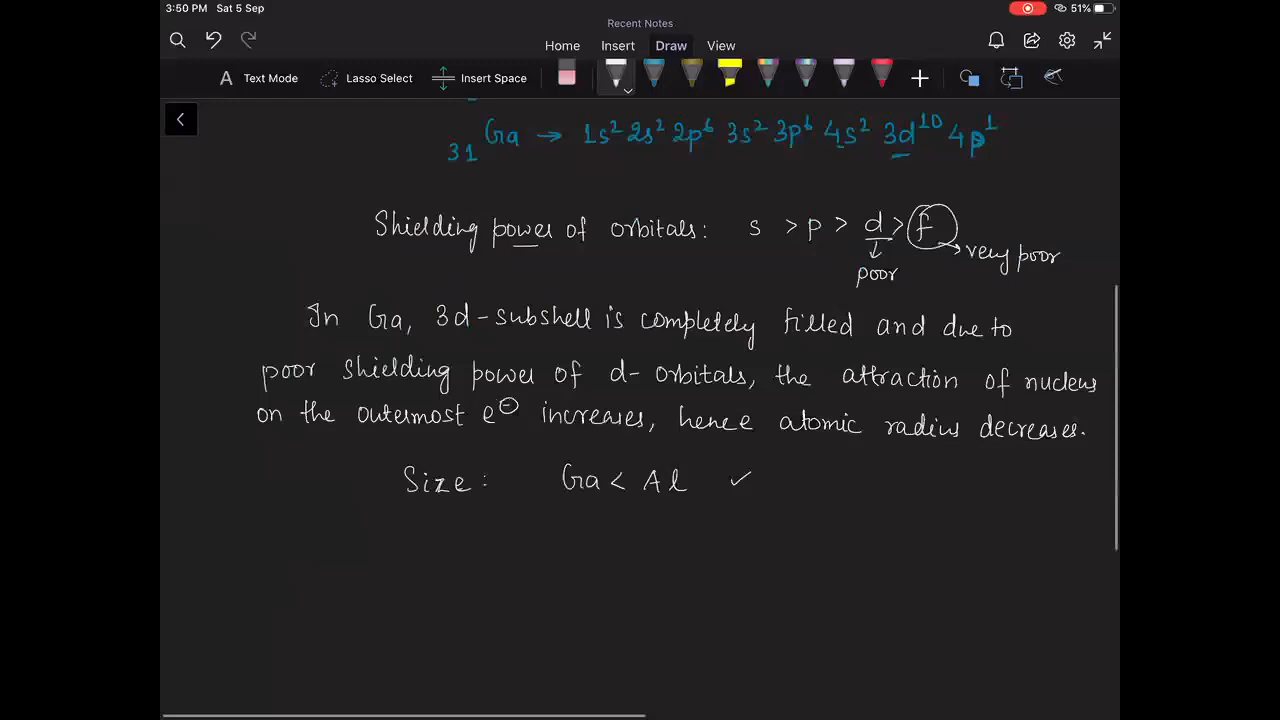 3:50 PM Sat 5 Sep
51%
Recent Notes
Home Insert Draw View
Text Mode Lasso Select Insert Space
₃₁Ga → 1s² 2s² 2p⁶ 3s² 3p⁶ 4s² 3d¹⁰ 4p¹
Shielding power of orbitals: s > p > d > f
poor
very poor
In Ga, 3d-subshell is completely filled and due to
poor shielding power of d-orbitals, the attraction of nucleus
on the outermost e⊖ increases, hence atomic radius decreases.
Size: Ga < Al ✓